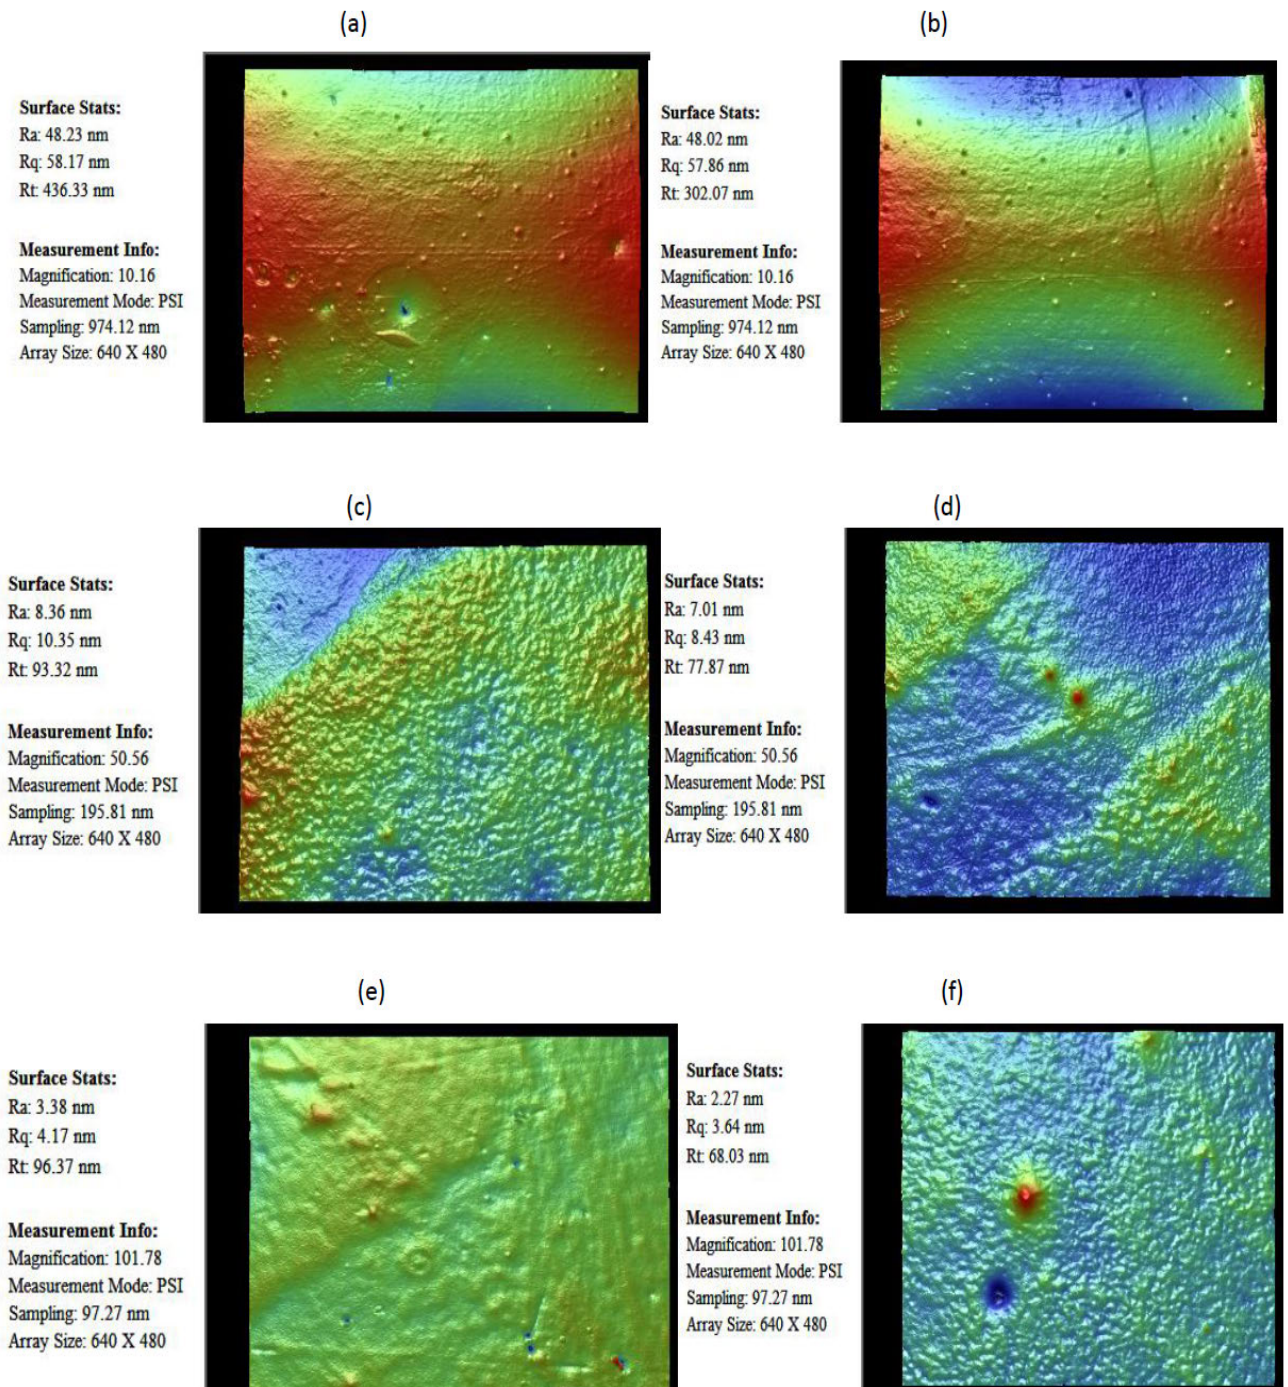 (a)
Surface Stats:
Ra: 48.23 nm
Rq: 58.17 nm
Rt: 436.33 nm
Measurement Info:
Magnification: 10.16
Measurement Mode: PSI
Sampling: 974.12 nm
Array Size: 640 X 480
(b)
Surface Stats:
Ra: 48.02 nm
Rq: 57.86 nm
Rt: 302.07 nm
Measurement Info:
Magnification: 10.16
Measurement Mode: PSI
Sampling: 974.12 nm
Array Size: 640 X 480
(c)
Surface Stats:
Ra: 8.36 nm
Rq: 10.35 nm
Rt: 93.32 nm
Measurement Info:
Magnification: 50.56
Measurement Mode: PSI
Sampling: 195.81 nm
Array Size: 640 X 480
(d)
Surface Stats:
Ra: 7.01 nm
Rq: 8.43 nm
Rt: 77.87 nm
Measurement Info:
Magnification: 50.56
Measurement Mode: PSI
Sampling: 195.81 nm
Array Size: 640 X 480
(e)
Surface Stats:
Ra: 3.38 nm
Rq: 4.17 nm
Rt: 96.37 nm
Measurement Info:
Magnification: 101.78
Measurement Mode: PSI
Sampling: 97.27 nm
Array Size: 640 X 480
(f)
Surface Stats:
Ra: 2.27 nm
Rq: 3.64 nm
Rt: 68.03 nm
Measurement Info:
Magnification: 101.78
Measurement Mode: PSI
Sampling: 97.27 nm
Array Size: 640 X 480